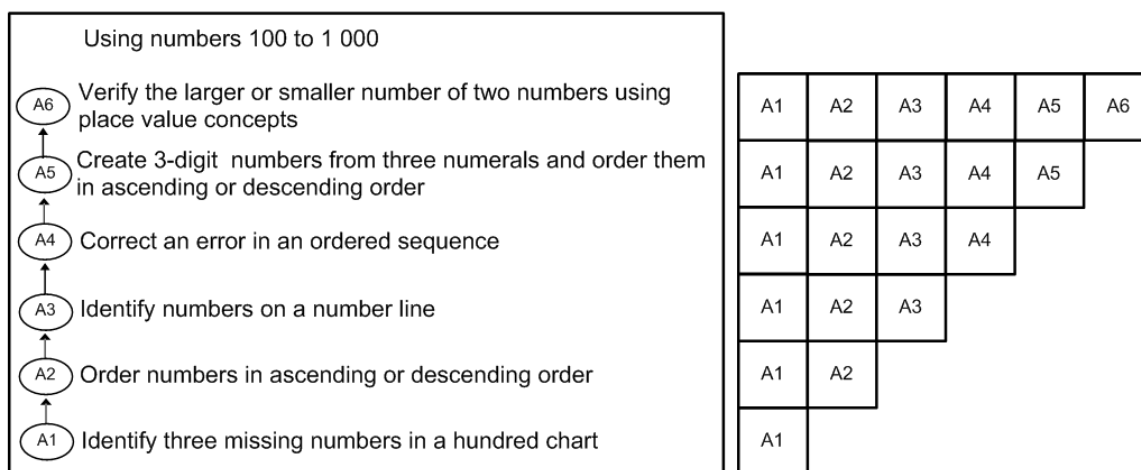 Using numbers 100 to 1 000
A6 Verify the larger or smaller number of two numbers using
place value concepts
A5 Create 3-digit numbers from three numerals and order them
in ascending or descending order
A4 Correct an error in an ordered sequence
A3 Identify numbers on a number line
A2 Order numbers in ascending or descending order
A1 Identify three missing numbers in a hundred chart
A1 A2 A3 A4 A5 A6
A1 A2 A3 A4 A5
A1 A2 A3 A4
A1 A2 A3
A1 A2
A1